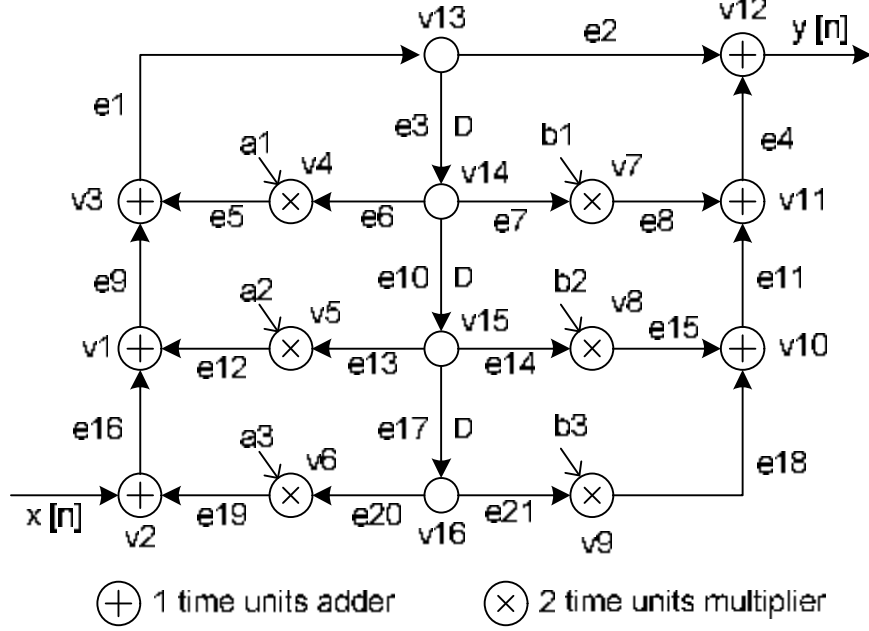 v13
v12
e2
y [n]
e1
e3 D
e4
a1
v4
v14
b1
v7
v3
e5
e6
e7
e8
v11
e9
e10 D
e11
a2
v5
v15
b2
v8
v1
e12
e13
e14
e15
v10
e16
e17 D
e18
a3
v6
b3
x [n]
v2
e19
e20
v16
e21
v9
+ 1 time units adder
× 2 time units multiplier